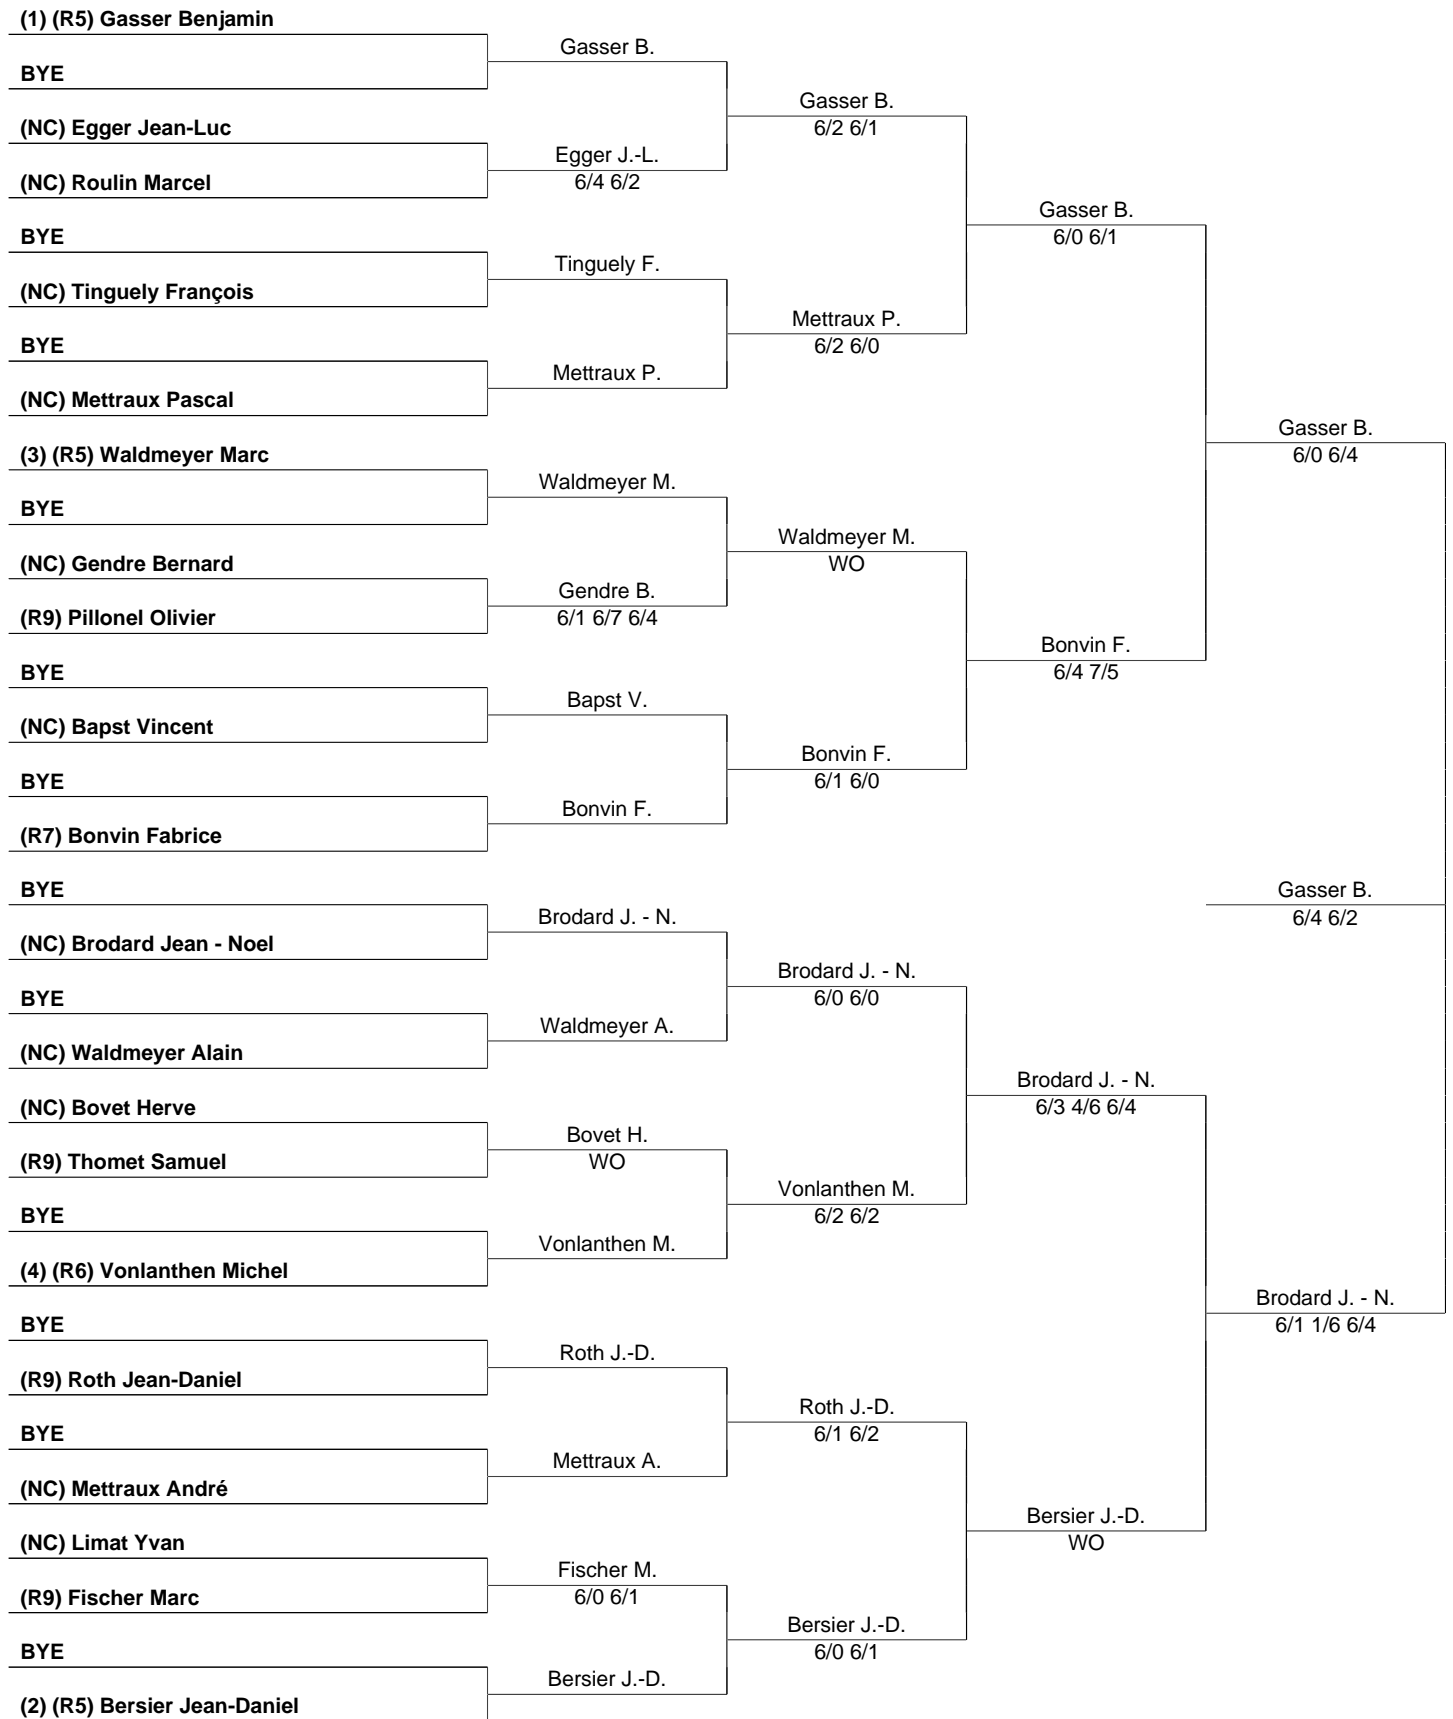 (1) (R5) Gasser Benjamin
BYE
(NC) Egger Jean-Luc
(NC) Roulin Marcel
BYE
(NC) Tinguely François
BYE
(NC) Mettraux Pascal
(3) (R5) Waldmeyer Marc
BYE
(NC) Gendre Bernard
(R9) Pillonel Olivier
BYE
(NC) Bapst Vincent
BYE
(R7) Bonvin Fabrice
BYE
(NC) Brodard Jean - Noel
BYE
(NC) Waldmeyer Alain
(NC) Bovet Herve
(R9) Thomet Samuel
BYE
(4) (R6) Vonlanthen Michel
BYE
(R9) Roth Jean-Daniel
BYE
(NC) Mettraux André
(NC) Limat Yvan
(R9) Fischer Marc
BYE
(2) (R5) Bersier Jean-Daniel
Gasser B.
Egger J.-L.
6/4 6/2
Tinguely F.
Mettraux P.
Waldmeyer M.
Gendre B.
6/1 6/7 6/4
Bapst V.
Bonvin F.
Brodard J. - N.
Waldmeyer A.
Bovet H.
WO
Vonlanthen M.
Roth J.-D.
Mettraux A.
Fischer M.
6/0 6/1
Bersier J.-D.
Gasser B.
6/2 6/1
Mettraux P.
6/2 6/0
Waldmeyer M.
WO
Bonvin F.
6/1 6/0
Brodard J. - N.
6/0 6/0
Vonlanthen M.
6/2 6/2
Roth J.-D.
6/1 6/2
Bersier J.-D.
6/0 6/1
Gasser B.
6/0 6/1
Bonvin F.
6/4 7/5
Brodard J. - N.
6/3 4/6 6/4
Bersier J.-D.
WO
Gasser B.
6/0 6/4
Gasser B.
6/4 6/2
Brodard J. - N.
6/1 1/6 6/4